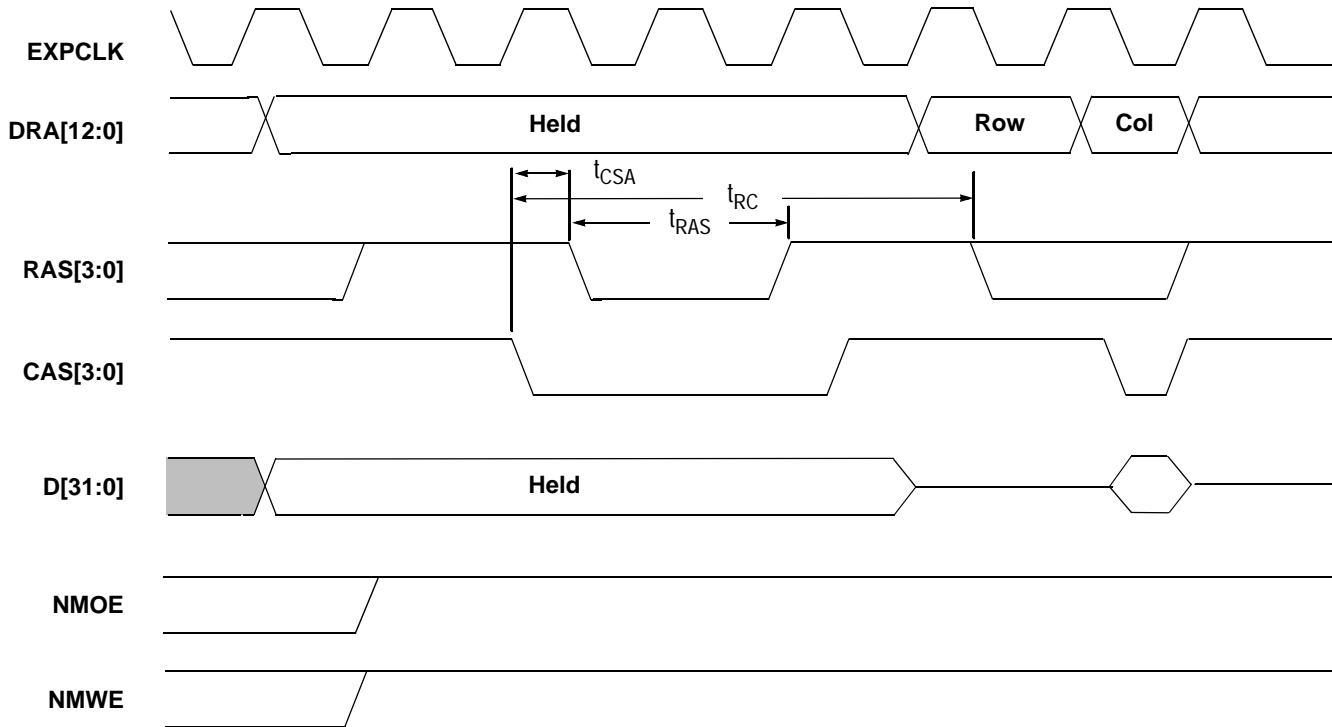 EXPCLK
DRA[12:0]
Held
Row
Col
tCSA
tRC
tRAS
RAS[3:0]
CAS[3:0]
D[31:0]
Held
NMOE
NMWE